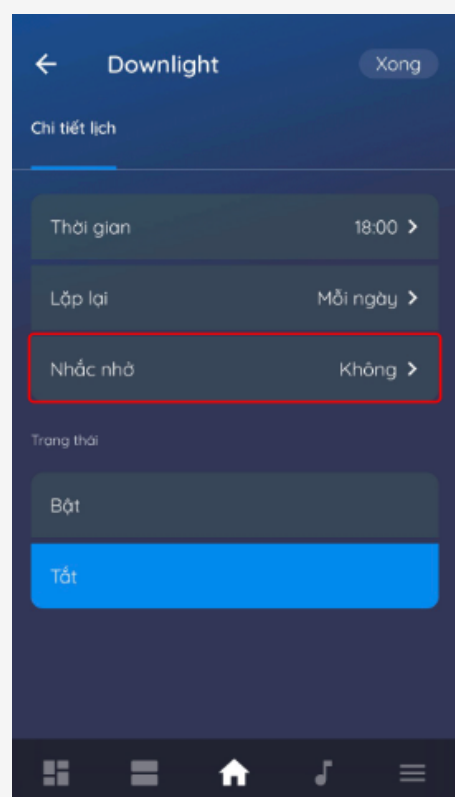 Downlight Xong
Chi tiết lịch
Thời gian 18:00
Lặp lại Mỗi ngày
Nhắc nhở Không
Trạng thái
Bật
Tắt